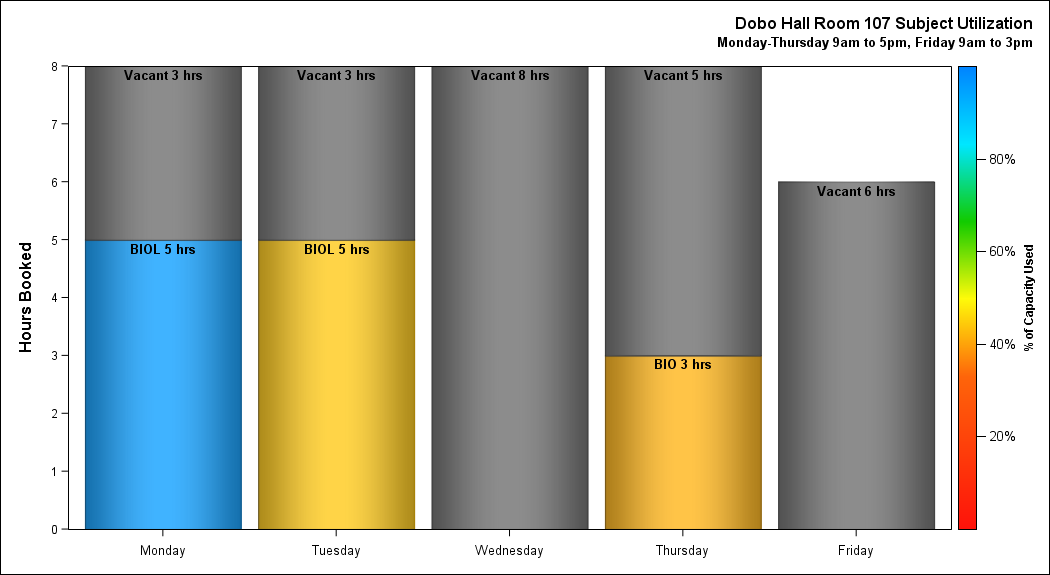 Dobo Hall Room 107 Subject Utilization
Monday-Thursday 9am to 5pm, Friday 9am to 3pm
8
7
6
5
4
3
2
1
0
Hours Booked
Vacant 3 hrs
BIOL 5 hrs
Vacant 3 hrs
BIOL 5 hrs
Vacant 8 hrs
Vacant 5 hrs
BIO 3 hrs
Vacant 6 hrs
Monday
Tuesday
Wednesday
Thursday
Friday
80%
60%
40%
20%
% of Capacity Used